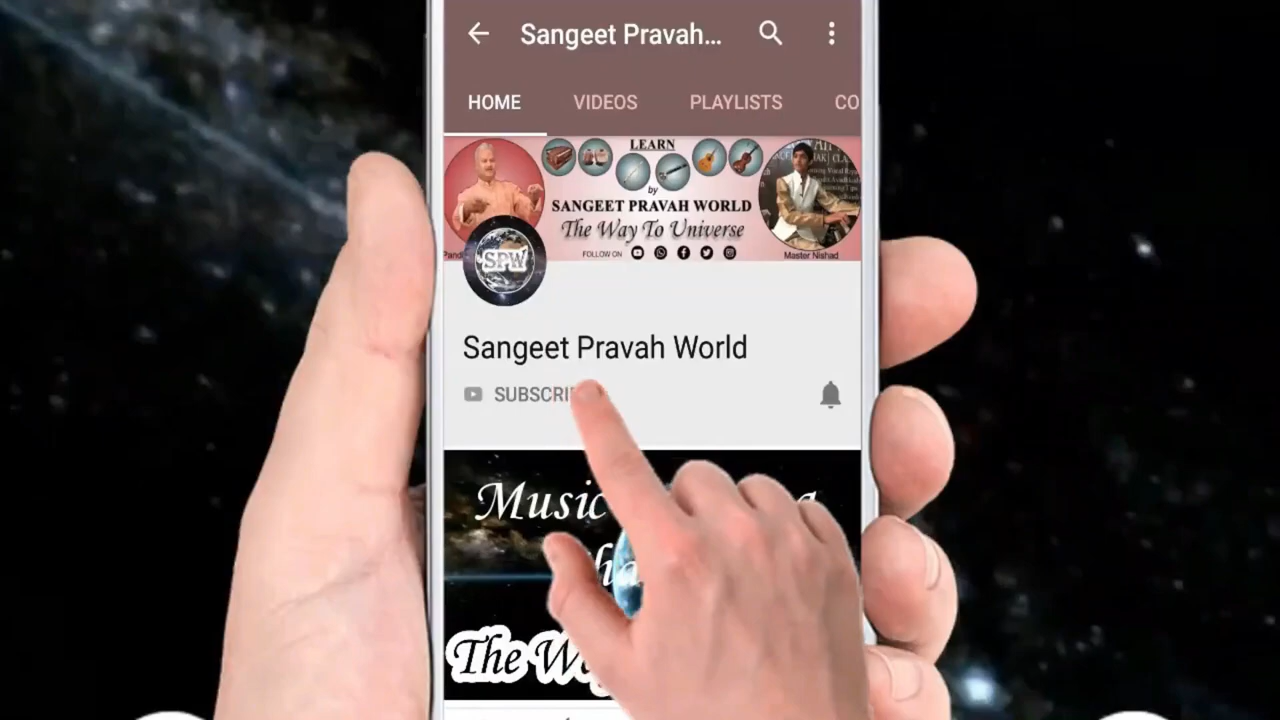 Sangeet Pravah...
HOME VIDEOS PLAYLISTS CO
LEARN
by
SANGEET PRAVAH WORLD
The Way To Universe
FOLLOW ON
Master Nishad
SPW
Sangeet Pravah World
SUBSCRI
Music
The